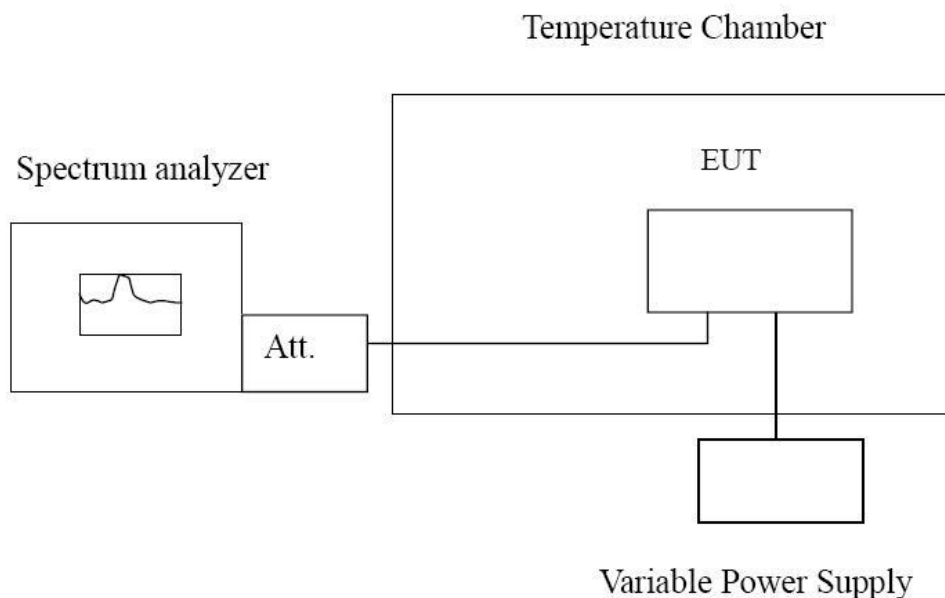 Temperature Chamber
Spectrum analyzer
EUT
Att.
Variable Power Supply